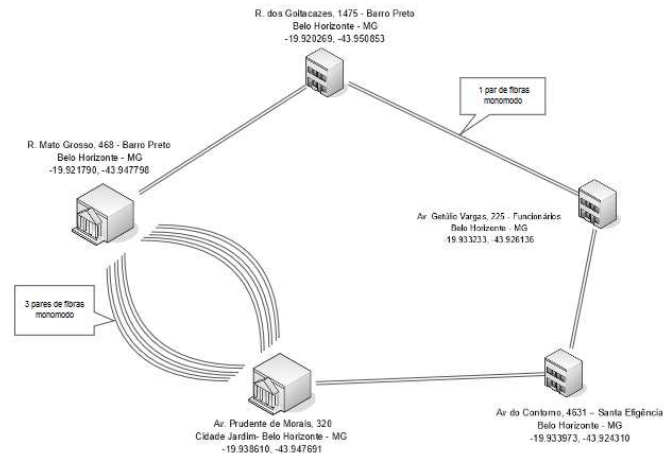 R. dos Goitacazes, 1475 - Barro Preto
Belo Horizonte - MG
-19.920269, -43.950853
1 par de fibras
monomodo
R. Mato Grosso, 468 - Barro Preto
Belo Horizonte - MG
-19.921790, -43.947798
Av. Getúlio Vargas, 225 - Funcionários
Belo Horizonte - MG
-19.933233, -43.926136
3 pares de fibras
monomodo
Av. Prudente de Morais, 320
Cidade Jardim- Belo Horizonte - MG
-19.938610, -43.947691
Av do Contorno, 4631 – Santa Efigência
Belo Horizonte - MG
-19.933973, -43.924310